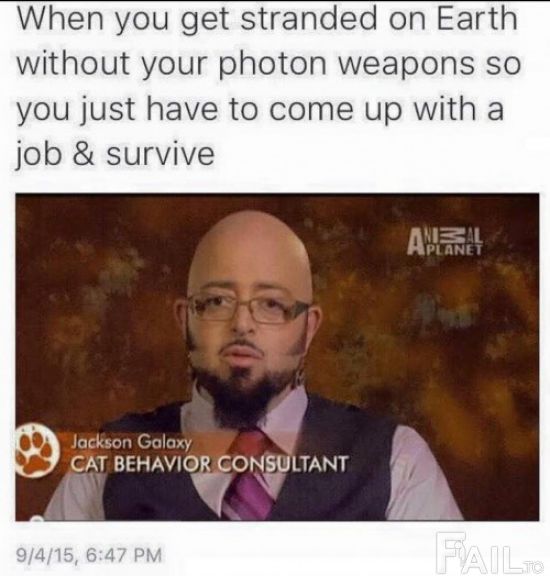 When you get stranded on Earth
without your photon weapons so
you just have to come up with a
job & survive
ANIMAL
PLANET
Jackson Galaxy
CAT BEHAVIOR CONSULTANT
9/4/15, 6:47 PM
FAIL.TO